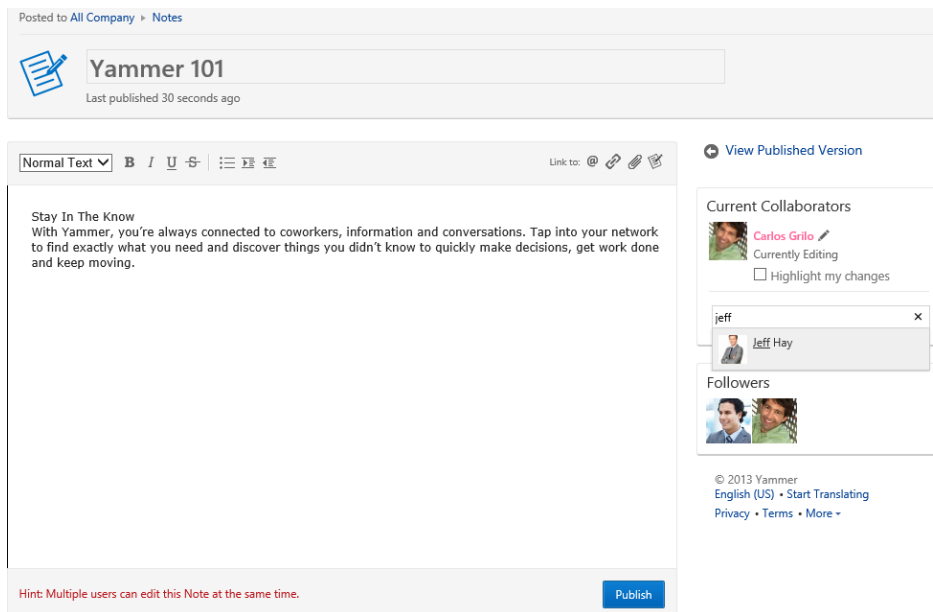 Posted to All Company ▸ Notes
Yammer 101
Last published 30 seconds ago
Normal Text B I U S Link to: @
View Published Version
Stay In The Know
With Yammer, you're always connected to coworkers, information and conversations. Tap into your network
to find exactly what you need and discover things you didn't know to quickly make decisions, get work done
and keep moving.
Current Collaborators
Carlos Grilo
Currently Editing
Highlight my changes
jeff ×
Jeff Hay
Followers
© 2013 Yammer
English (US) • Start Translating
Privacy • Terms • More
Hint: Multiple users can edit this Note at the same time.
Publish